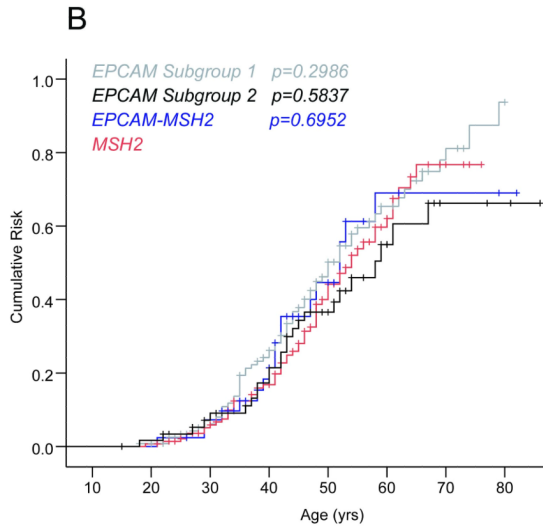 B
EPCAM Subgroup 1 p=0.2986
EPCAM Subgroup 2 p=0.5837
EPCAM-MSH2 p=0.6952
MSH2
Cumulative Risk
1.0
0.8
0.6
0.4
0.2
0.0
10 20 30 40 50 60 70 80
Age (yrs)